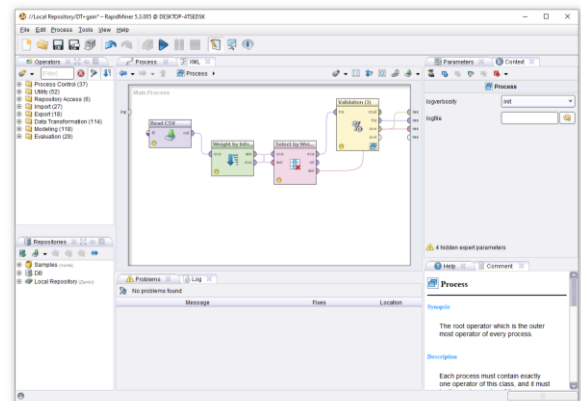 //Local Repository/DT+gain* – RapidMiner 5.3.005 @ DESKTOP-4TSEDSK
File Edit Process Tools View Help
Operators
Process
XML
Parameters
Context
[Filter]
Process
Process
Process Control (37)
Utility (52)
Repository Access (6)
Import (27)
Export (18)
Data Transformation (114)
Modeling (118)
Evaluation (29)
Main Process
Read CSV
Weight by Info...
Select by Wei...
Validation (3)
logverbosity
init
logfile
4 hidden expert parameters
Repositories
Samples (none)
DB
Local Repository
Problems
Log
No problems found
Message Fixes Location
Help
Comment
Process
Synopsis
The root operator which is the outer
most operator of every process.
Description
Each process must contain exactly
one operator of this class, and it must